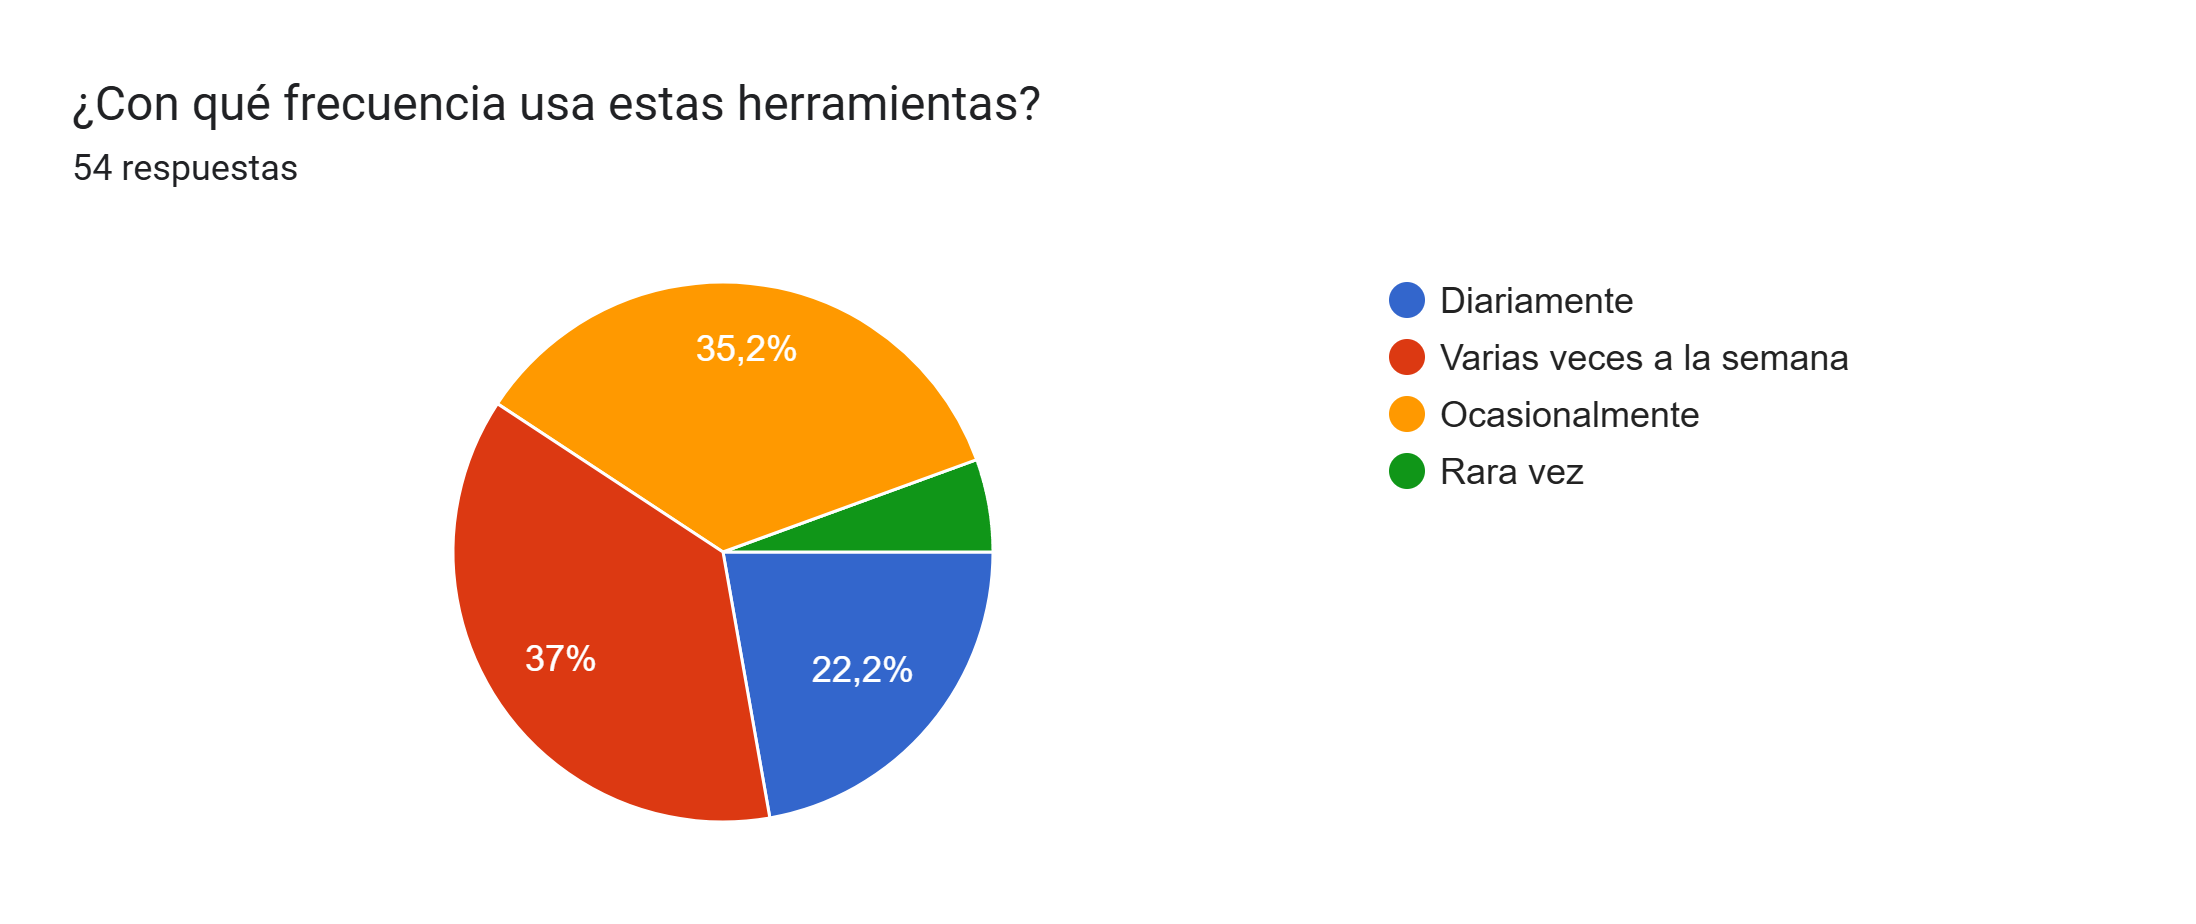 ¿Con qué frecuencia usa estas herramientas?
54 respuestas
35,2%
37%
22,2%
Diariamente
Varias veces a la semana
Ocasionalmente
Rara vez